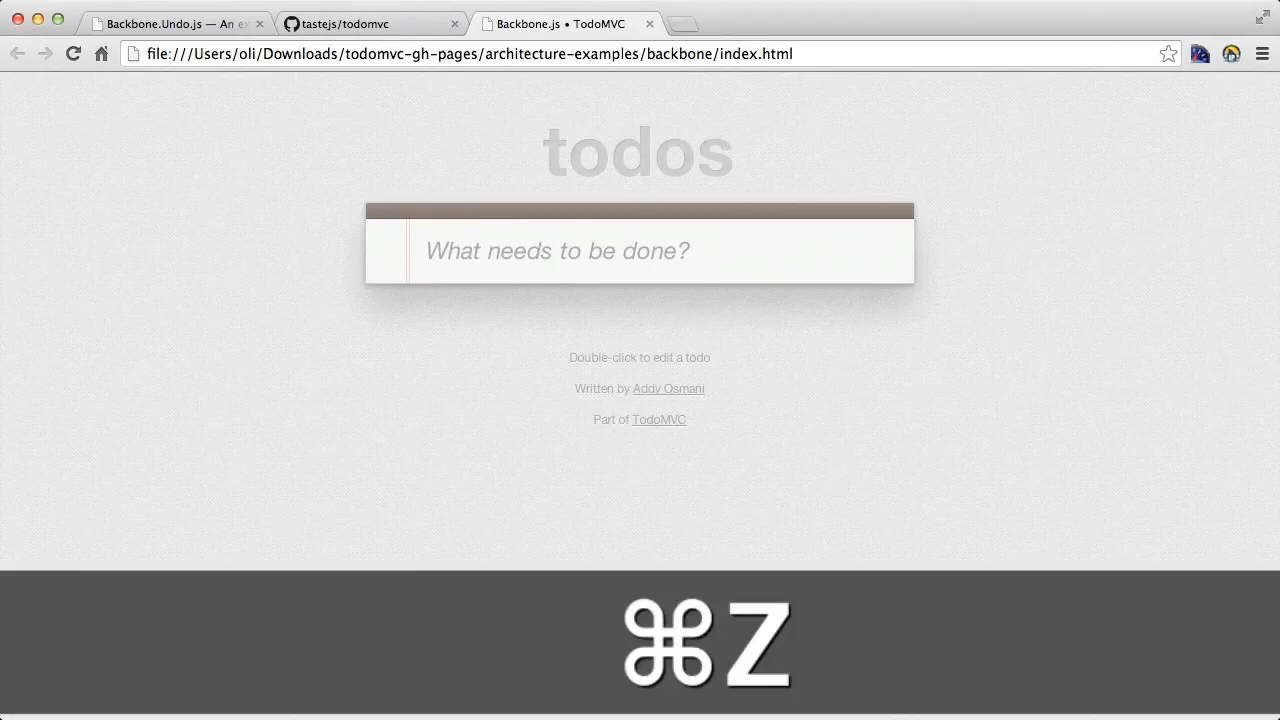 Backbone.Undo.js — An ex
tastejs/todomvc
Backbone.js • TodoMVC
file:///Users/oli/Downloads/todomvc-gh-pages/architecture-examples/backbone/index.html
todos
What needs to be done?
Double-click to edit a todo
Written by Addy Osmani
Part of TodoMVC
⌘Z